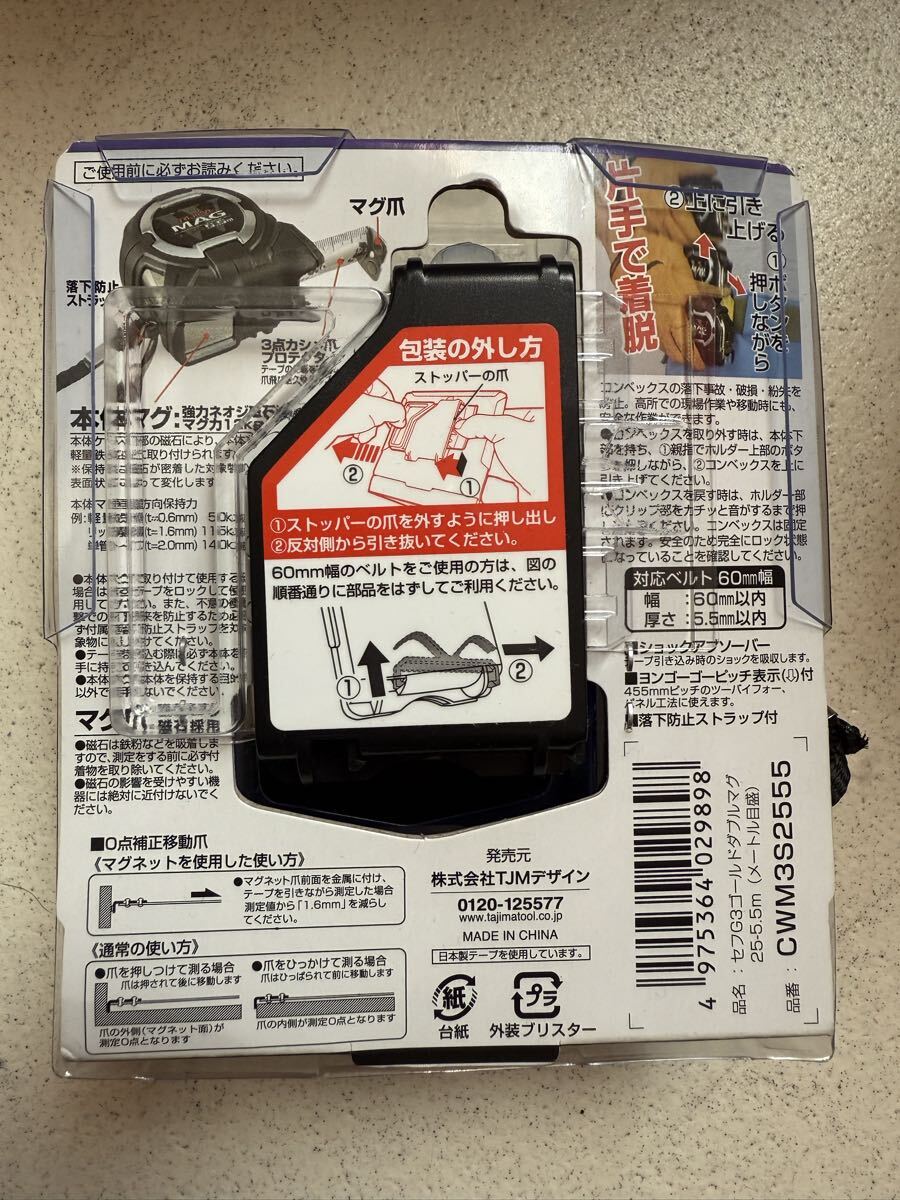 ご使用前に必ずお読みください。
MAG
5.5m
マグ爪
落下防止
3点カシメ爪
プロテクター
本体マグ:強力ネオジム石
軽量鉄
※保持
表面状 って変化します
方向保持力
(t=0.6mm)
(t=1.6mm)
(t=2.0mm)
磁石採用
●磁石は鉄粉などを吸着しま
すので、測定をする前に必ず付
着物を取り除いてください。
●磁石の影響を受けやすい機
器には絶対に近付けないでく
ださい。
■0点補正移動爪
《マグネットを使用した使い方》
●マグネット爪前面を金属に付け、
テープを引きながら測定した場合
測定値から「1.6mm」を減らし
てください。
《通常の使い方》
●爪を押しつけて測る場合
爪は押されて後に移動します
爪の外側(マグネット面)が
測定0点となります
●爪をひっかけて測る場合
爪はひっぱられて前に移動します
爪の内側が測定0点となります
包装の外し方
ストッパーの爪
②
①
①ストッパーの爪を外すように押し出し
②反対側から引き抜いてください。
60mm幅のベルトをご使用の方は、図の
順番通りに部品をはずしてご利用ください。
①
②
発売元
株式会社TJMデザイン
0120-125577
www.tajimatool.co.jp
MADE IN CHINA
日本製テープを使用しています。
紙
台紙
プラ
外装ブリスター
片手で着脱
②上に引き
上げる
①ボタンを
押しながら
コンベックスの落下事故・破損・紛失を
防止。高所での現場作業や移動時にも、
安全な作業ができます。
●コンベックスを取り外す時は、本体下
部を持ち、①親指でホルダー上部のボタ
ンを押しながら、②コンベックスを上に
引き上げてください。
●コンベックスを戻す時は、ホルダー部
にクリップ部をカチッと音がするまで押
ください。コンベックスは固定
されます。安全のため完全にロック状態
になっていることを確認してください。
対応ベルト 60mm幅
幅 :60mm以内
厚さ:5.5mm以内
■ショックアブソーバー
テープ引き込み時のショックを吸収します。
■ヨンゴーゴーピッチ表示(⇩)付
455mmピッチのツーバイフォー、
パネル工法に使えます。
■落下防止ストラップ付
4 975364 029898
品名:セフG3ゴールドダブルマグ
25-5.5m(メートル目盛)
品番:CWM3S2555